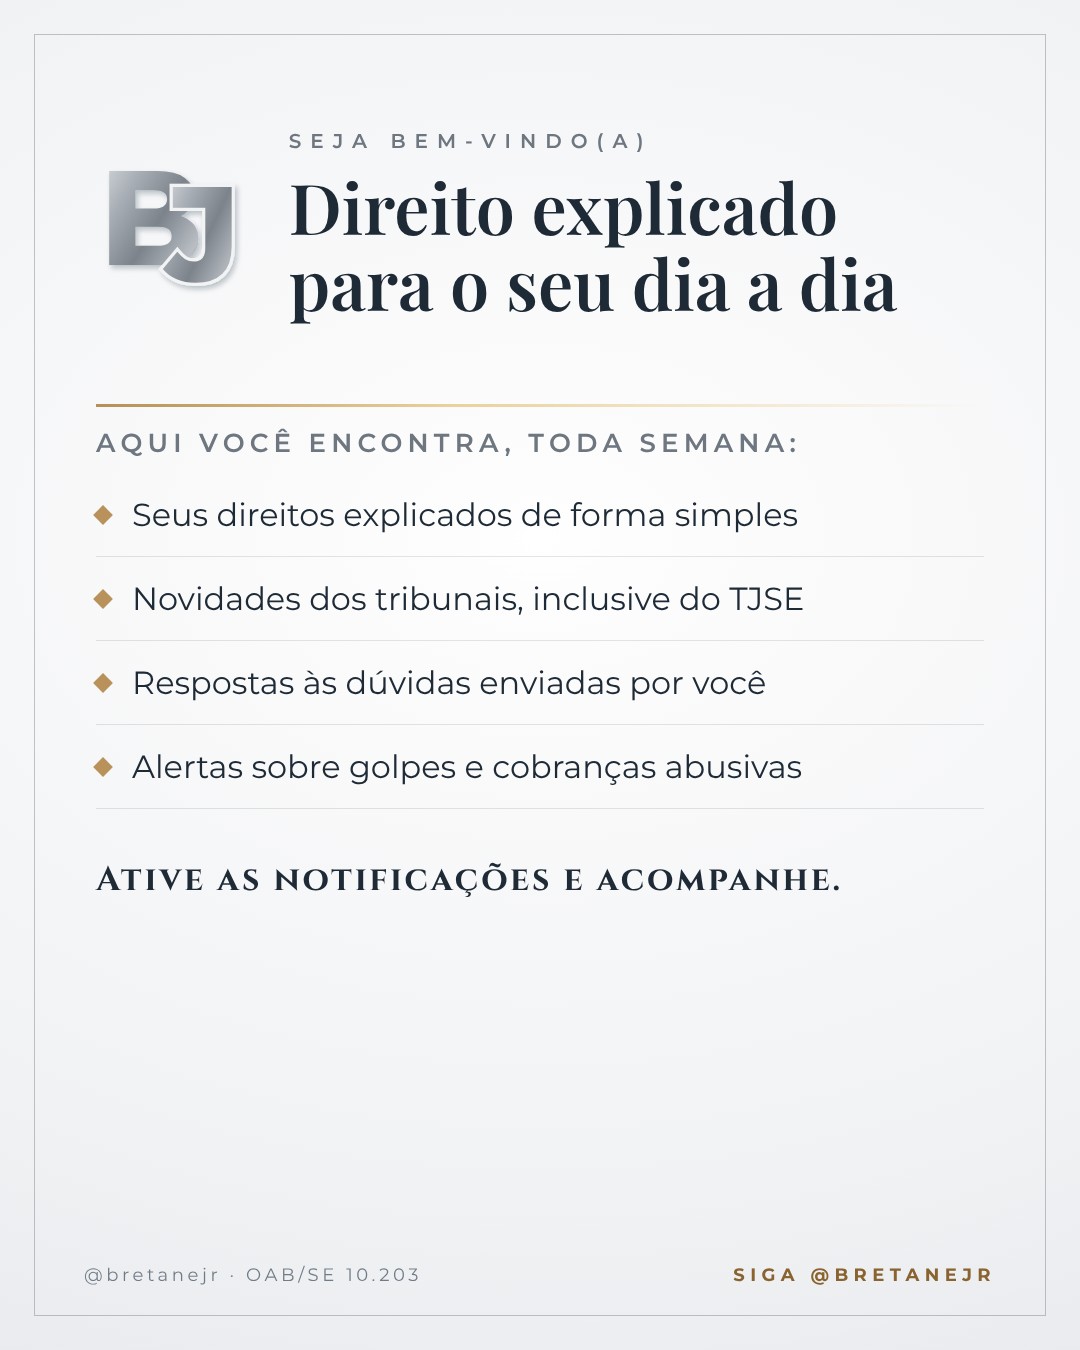 SEJA BEM-VINDO(A)
BJ
Direito explicado
para o seu dia a dia
AQUI VOCÊ ENCONTRA, TODA SEMANA:
Seus direitos explicados de forma simples
Novidades dos tribunais, inclusive do TJSE
Respostas às dúvidas enviadas por você
Alertas sobre golpes e cobranças abusivas
Ative as notificações e acompanhe.
@bretanejr · OAB/SE 10.203
SIGA @BRETANEJR